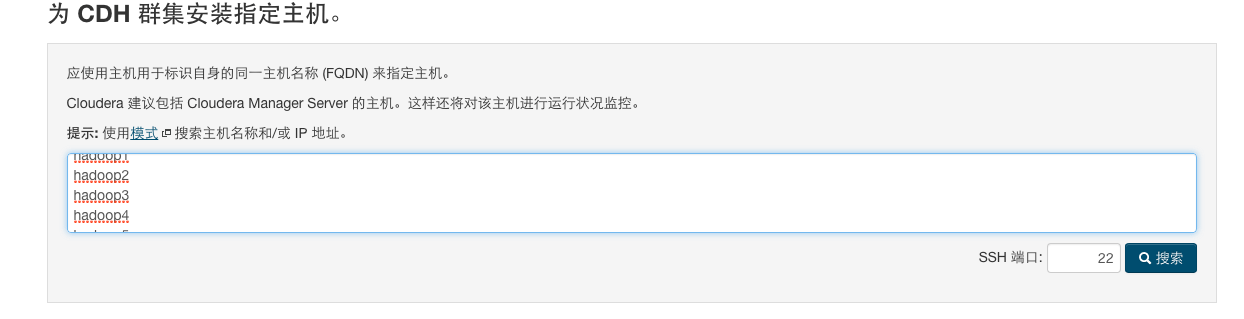 为 CDH 群集安装指定主机。
应使用主机用于标识自身的同一主机名称 (FQDN) 来指定主机。
Cloudera 建议包括 Cloudera Manager Server 的主机。这样还将对该主机进行运行状况监控。
提示: 使用模式 搜索主机名称和/或 IP 地址。
hadoop1
hadoop2
hadoop3
hadoop4
SSH 端口: 22 搜索